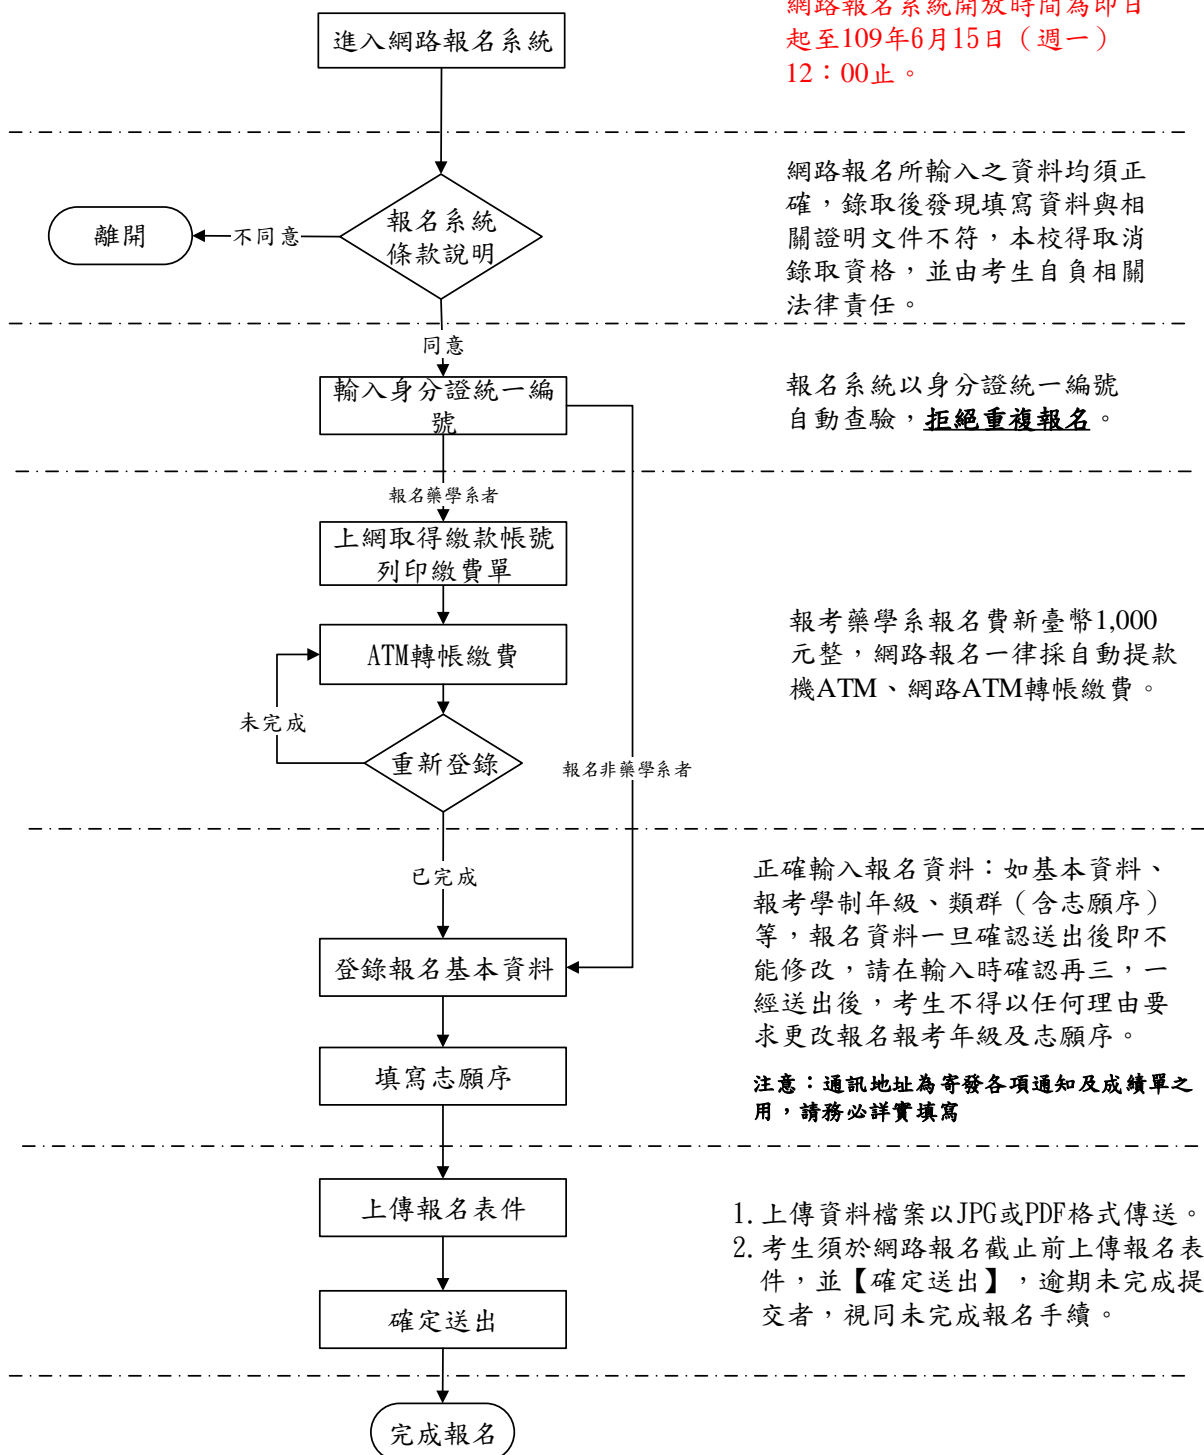 網路報名系統開放時間為即日
起至109年6月15日（週一）
12：00止。
進入網路報名系統
網路報名所輸入之資料均須正
確，錄取後發現填寫資料與相
關證明文件不符，本校得取消
錄取資格，並由考生自負相關
法律責任。
報名系統
條款說明
不同意
離開
同意
輸入身分證統一編
號
報名系統以身分證統一編號
自動查驗，拒絕重複報名。
報名藥學系者
上網取得繳款帳號
列印繳費單
ATM轉帳繳費
報考藥學系報名費新臺幣1,000
元整，網路報名一律採自動提款
機ATM、網路ATM轉帳繳費。
未完成
重新登錄
報名非藥學系者
已完成
正確輸入報名資料：如基本資料、
報考學制年級、類群（含志願序）
等，報名資料一旦確認送出後即不
能修改，請在輸入時確認再三，一
經送出後，考生不得以任何理由要
求更改報名報考年級及志願序。
登錄報名基本資料
填寫志願序
注意：通訊地址為寄發各項通知及成績單之
用，請務必詳實填寫
上傳報名表件
1.上傳資料檔案以JPG或PDF格式傳送。
2.考生須於網路報名截止前上傳報名表
件，並【確定送出】，逾期未完成提
交者，視同未完成報名手續。
確定送出
完成報名